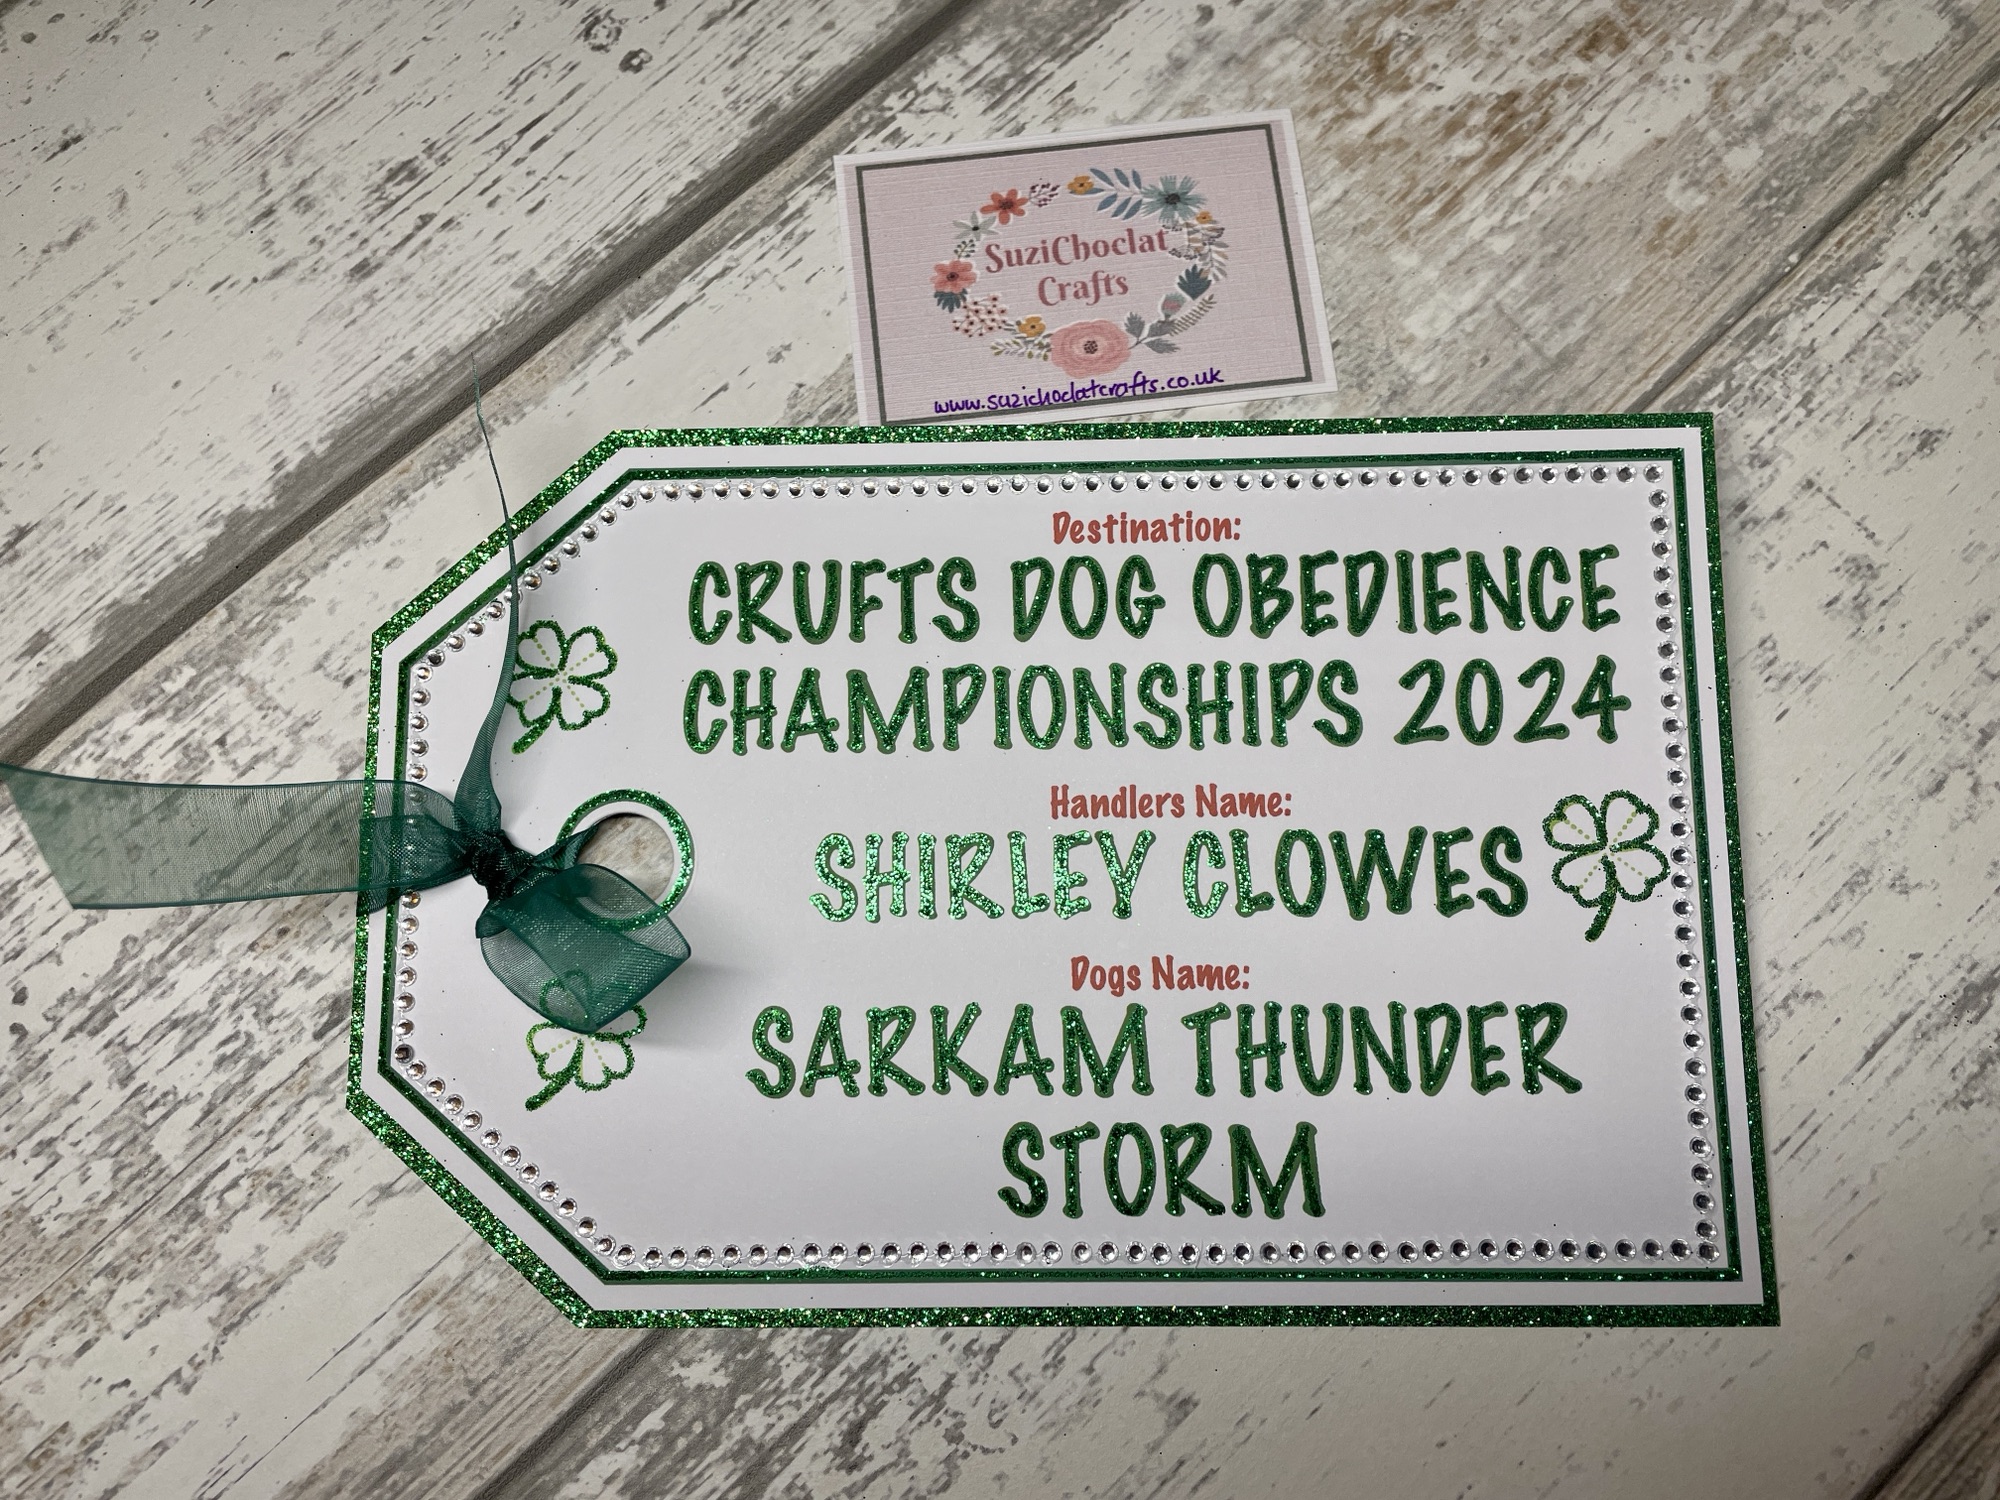 SuziChoclat
Crafts
www.suzichoclatcrafts.co.uk
Destination:
CRUFTS DOG OBEDIENCE
CHAMPIONSHIPS 2024
Handlers Name:
SHIRLEY CLOWES
Dogs Name:
SARKAM THUNDER
STORM